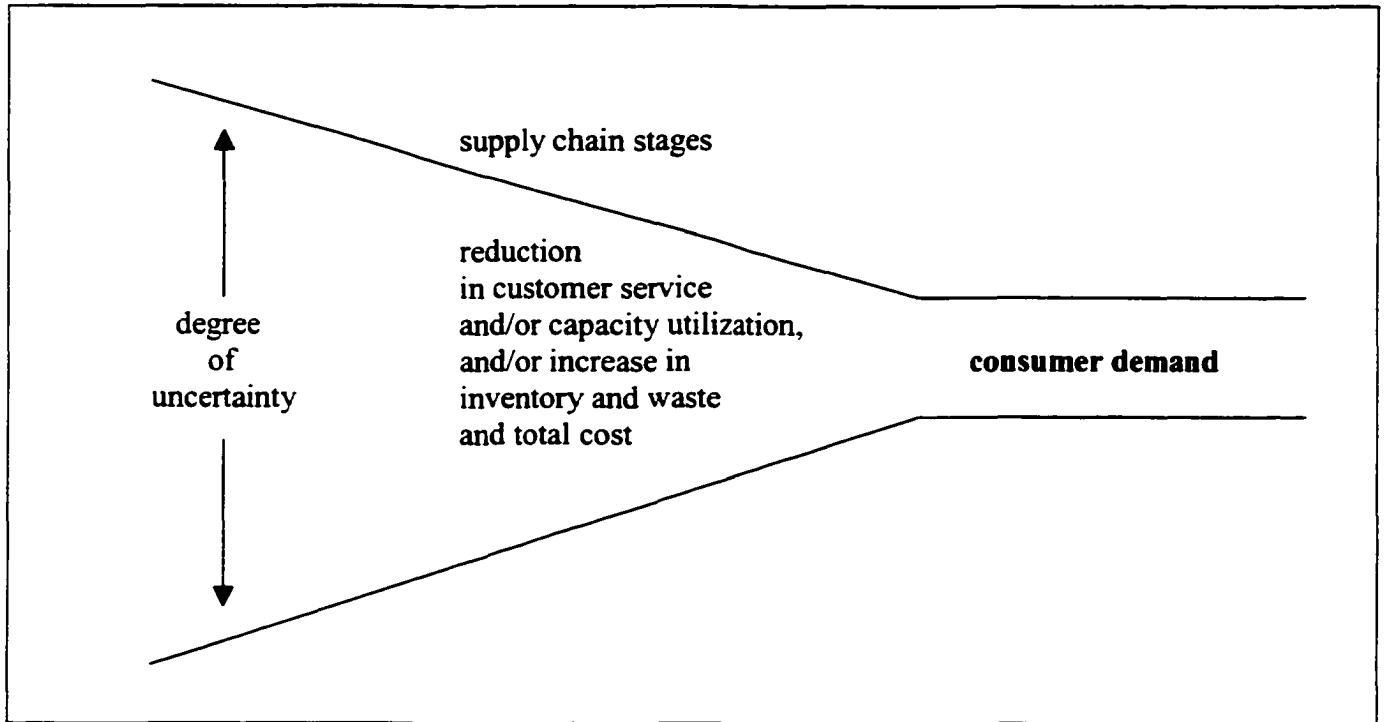 supply chain stages
degree
of
uncertainty
reduction
in customer service
and/or capacity utilization,
and/or increase in
inventory and waste
and total cost
consumer demand